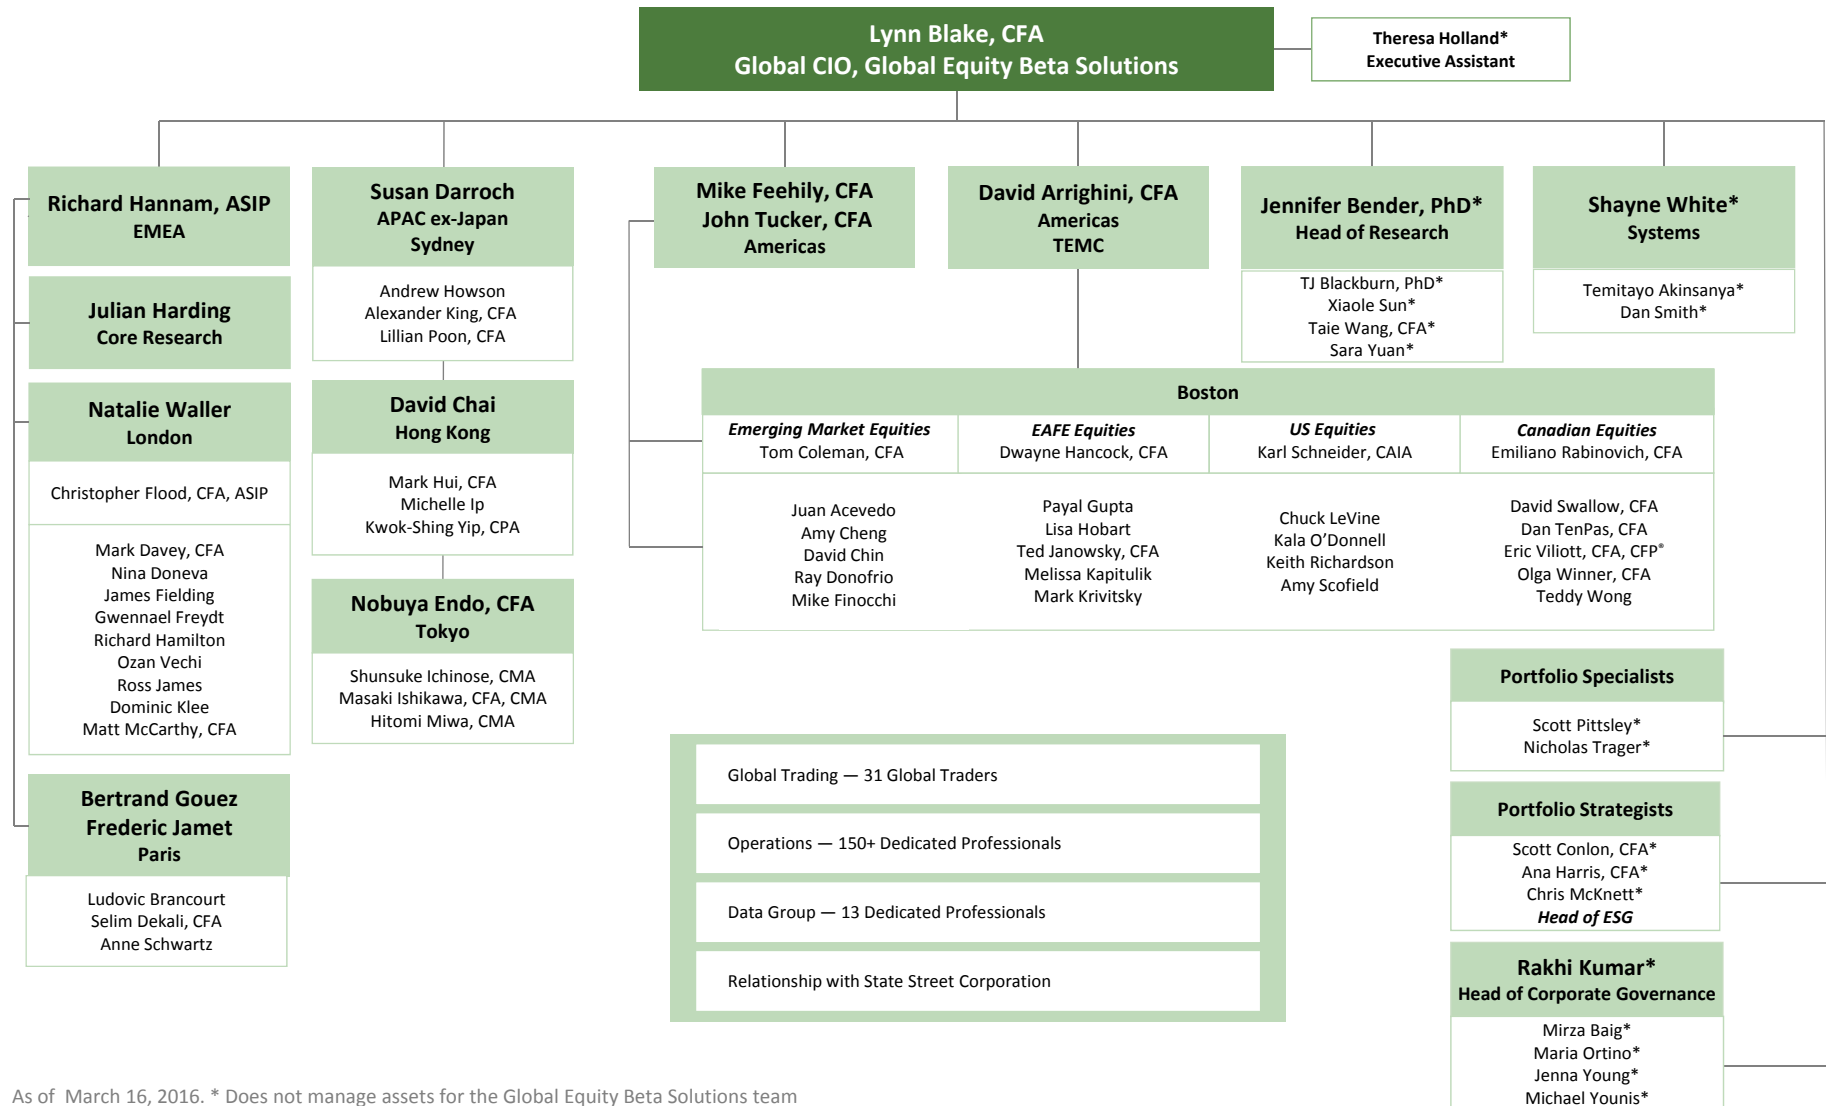 Lynn Blake, CFA
Global CIO, Global Equity Beta Solutions
Theresa Holland*
Executive Assistant
Richard Hannam, ASIP
EMEA
Julian Harding
Core Research
Natalie Waller
London
Christopher Flood, CFA, ASIP
Mark Davey, CFA
Nina Doneva
James Fielding
Gwennael Freydt
Richard Hamilton
Ozan Vechi
Ross James
Dominic Klee
Matt McCarthy, CFA
Bertrand Gouez
Frederic Jamet
Paris
Ludovic Brancourt
Selim Dekali, CFA
Anne Schwartz
Susan Darroch
APAC ex-Japan
Sydney
Andrew Howson
Alexander King, CFA
Lillian Poon, CFA
David Chai
Hong Kong
Mark Hui, CFA
Michelle Ip
Kwok-Shing Yip, CPA
Nobuya Endo, CFA
Tokyo
Shunsuke Ichinose, CMA
Masaki Ishikawa, CFA, CMA
Hitomi Miwa, CMA
Mike Feehily, CFA
John Tucker, CFA
Americas
David Arrighini, CFA
Americas
TEMC
Jennifer Bender, PhD*
Head of Research
TJ Blackburn, PhD*
Xiaole Sun*
Taie Wang, CFA*
Sara Yuan*
Shayne White*
Systems
Temitayo Akinsanya*
Dan Smith*
Boston
Emerging Market Equities
Tom Coleman, CFA
Juan Acevedo
Amy Cheng
David Chin
Ray Donofrio
Mike Finocchi
EAFE Equities
Dwayne Hancock, CFA
Payal Gupta
Lisa Hobart
Ted Janowsky, CFA
Melissa Kapitulik
Mark Krivitsky
US Equities
Karl Schneider, CAIA
Chuck LeVine
Kala O’Donnell
Keith Richardson
Amy Scofield
Canadian Equities
Emiliano Rabinovich, CFA
David Swallow, CFA
Dan TenPas, CFA
Eric Viliott, CFA, CFP®
Olga Winner, CFA
Teddy Wong
Global Trading — 31 Global Traders
Operations — 150+ Dedicated Professionals
Data Group — 13 Dedicated Professionals
Relationship with State Street Corporation
Portfolio Specialists
Scott Pittsley*
Nicholas Trager*
Portfolio Strategists
Scott Conlon, CFA*
Ana Harris, CFA*
Chris McKnett*
Head of ESG
Rakhi Kumar*
Head of Corporate Governance
Mirza Baig*
Maria Ortino*
Jenna Young*
Michael Younis*
As of  March 16, 2016. * Does not manage assets for the Global Equity Beta Solutions team